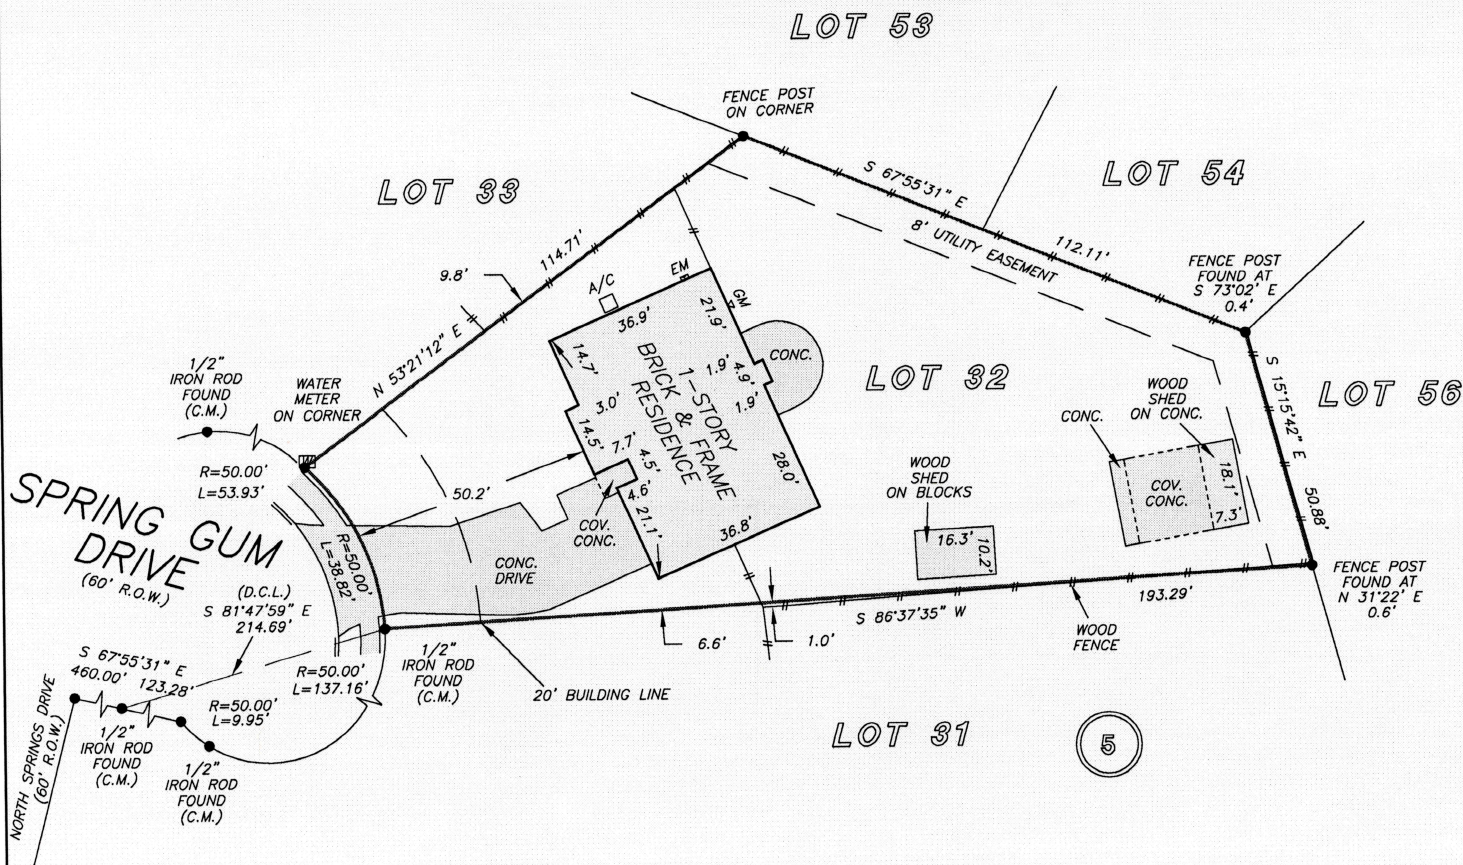 LOT 53
FENCE POST
ON CORNER
LOT 33
LOT 54
S 67°55'31" E
112.11'
8' UTILITY EASEMENT
FENCE POST
FOUND AT
S 73°02' E
0.4'
114.71'
9.8'
N 53°21'12" E
A/C
EM
GM
36.9'
21.9'
14.7'
3.0'
14.5'
7.7'
4.5'
4.6'
21.1'
36.8'
28.0'
1.9'
4.9'
1.9'
1-STORY
BRICK & FRAME
RESIDENCE
CONC.
LOT 32
S 15°15'42" E
50.88'
LOT 56
WOOD
SHED
ON CONC.
CONC.
COV.
CONC.
18.1'
7.3'
WOOD
SHED
ON BLOCKS
16.3'
10.2'
1/2"
IRON ROD
FOUND
(C.M.)
WATER
METER
ON CORNER
W
R=50.00'
L=53.93'
50.2'
COV.
CONC.
CONC.
DRIVE
SPRING GUM
DRIVE
(60' R.O.W.)
R=50.00'
L=38.82'
(D.C.L.)
S 81°47'59" E
214.69'
FENCE POST
FOUND AT
N 31°22' E
0.6'
193.29'
S 86°37'35" W
WOOD
FENCE
6.6'
1.0'
1/2"
IRON ROD
FOUND
(C.M.)
20' BUILDING LINE
R=50.00'
L=137.16'
S 67°55'31" E
460.00'
123.28'
R=50.00'
L=9.95'
1/2"
IRON ROD
FOUND
(C.M.)
1/2"
IRON ROD
FOUND
(C.M.)
NORTH SPRINGS DRIVE
(60' R.O.W.)
LOT 31
5